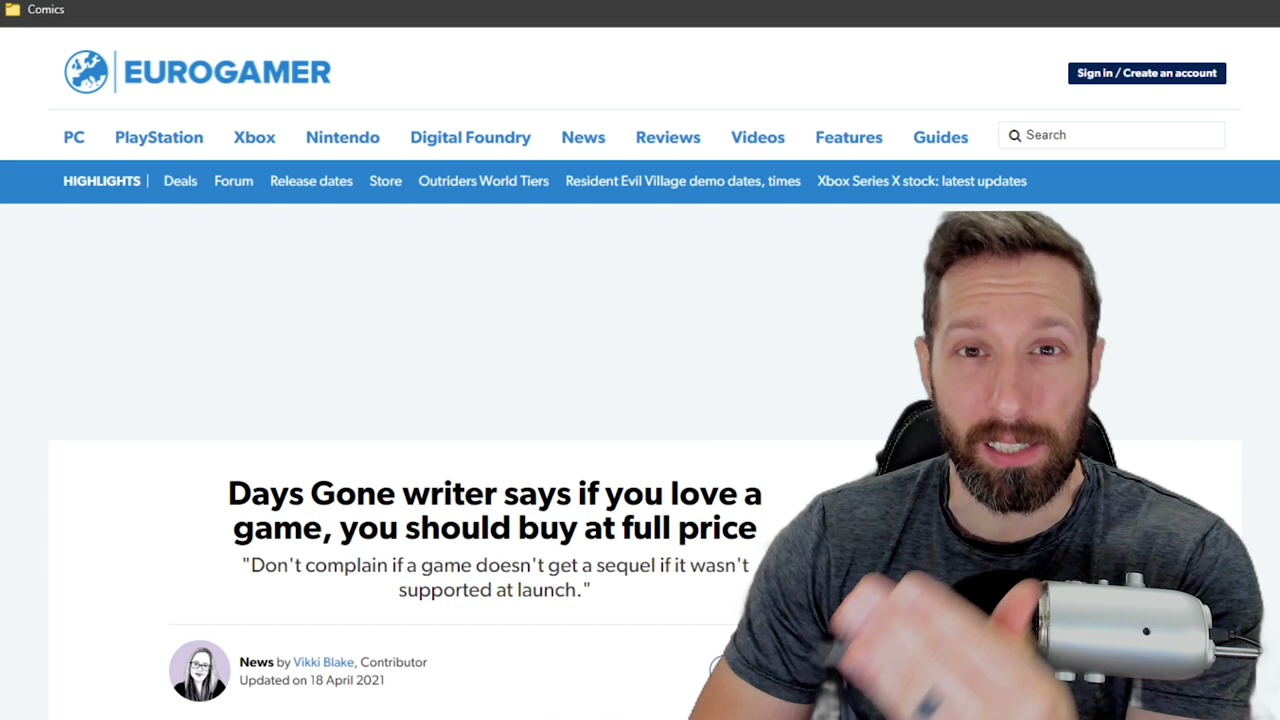 Comics
EUROGAMER
Sign in / Create an account
PC PlayStation Xbox Nintendo Digital Foundry News Reviews Videos Features Guides Search
HIGHLIGHTS Deals Forum Release dates Store Outriders World Tiers Resident Evil Village demo dates, times Xbox Series X stock: latest updates
Days Gone writer says if you love a
game, you should buy at full price
"Don't complain if a game doesn't get a sequel if it wasn't
supported at launch."
News by Vikki Blake, Contributor
Updated on 18 April 2021